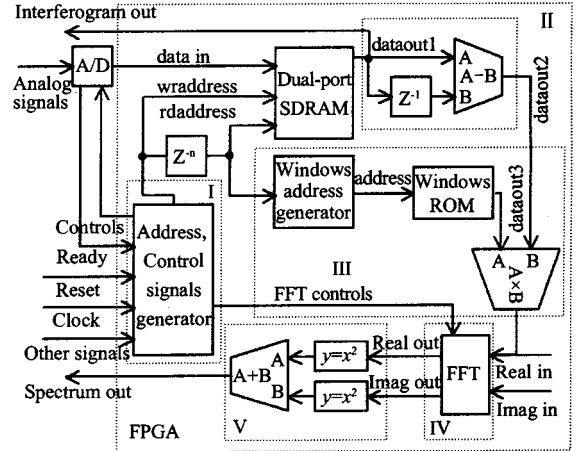 Interferogram out
II
A/D
data in
Analog
signals
wraddress
rdaddress
Dual-port
SDRAM
dataout1
A
A−B
B
Z⁻¹
dataout2
Z⁻ⁿ
I
Windows
address
generator
address
Windows
ROM
dataout3
Controls
Ready
Reset
Clock
Other signals
Address,
Control
signals
generator
III
A
B
A×B
FFT controls
Real out
Imag out
FFT
Real in
Imag in
y=x²
y=x²
A
A+B
B
Spectrum out
FPGA
V
IV